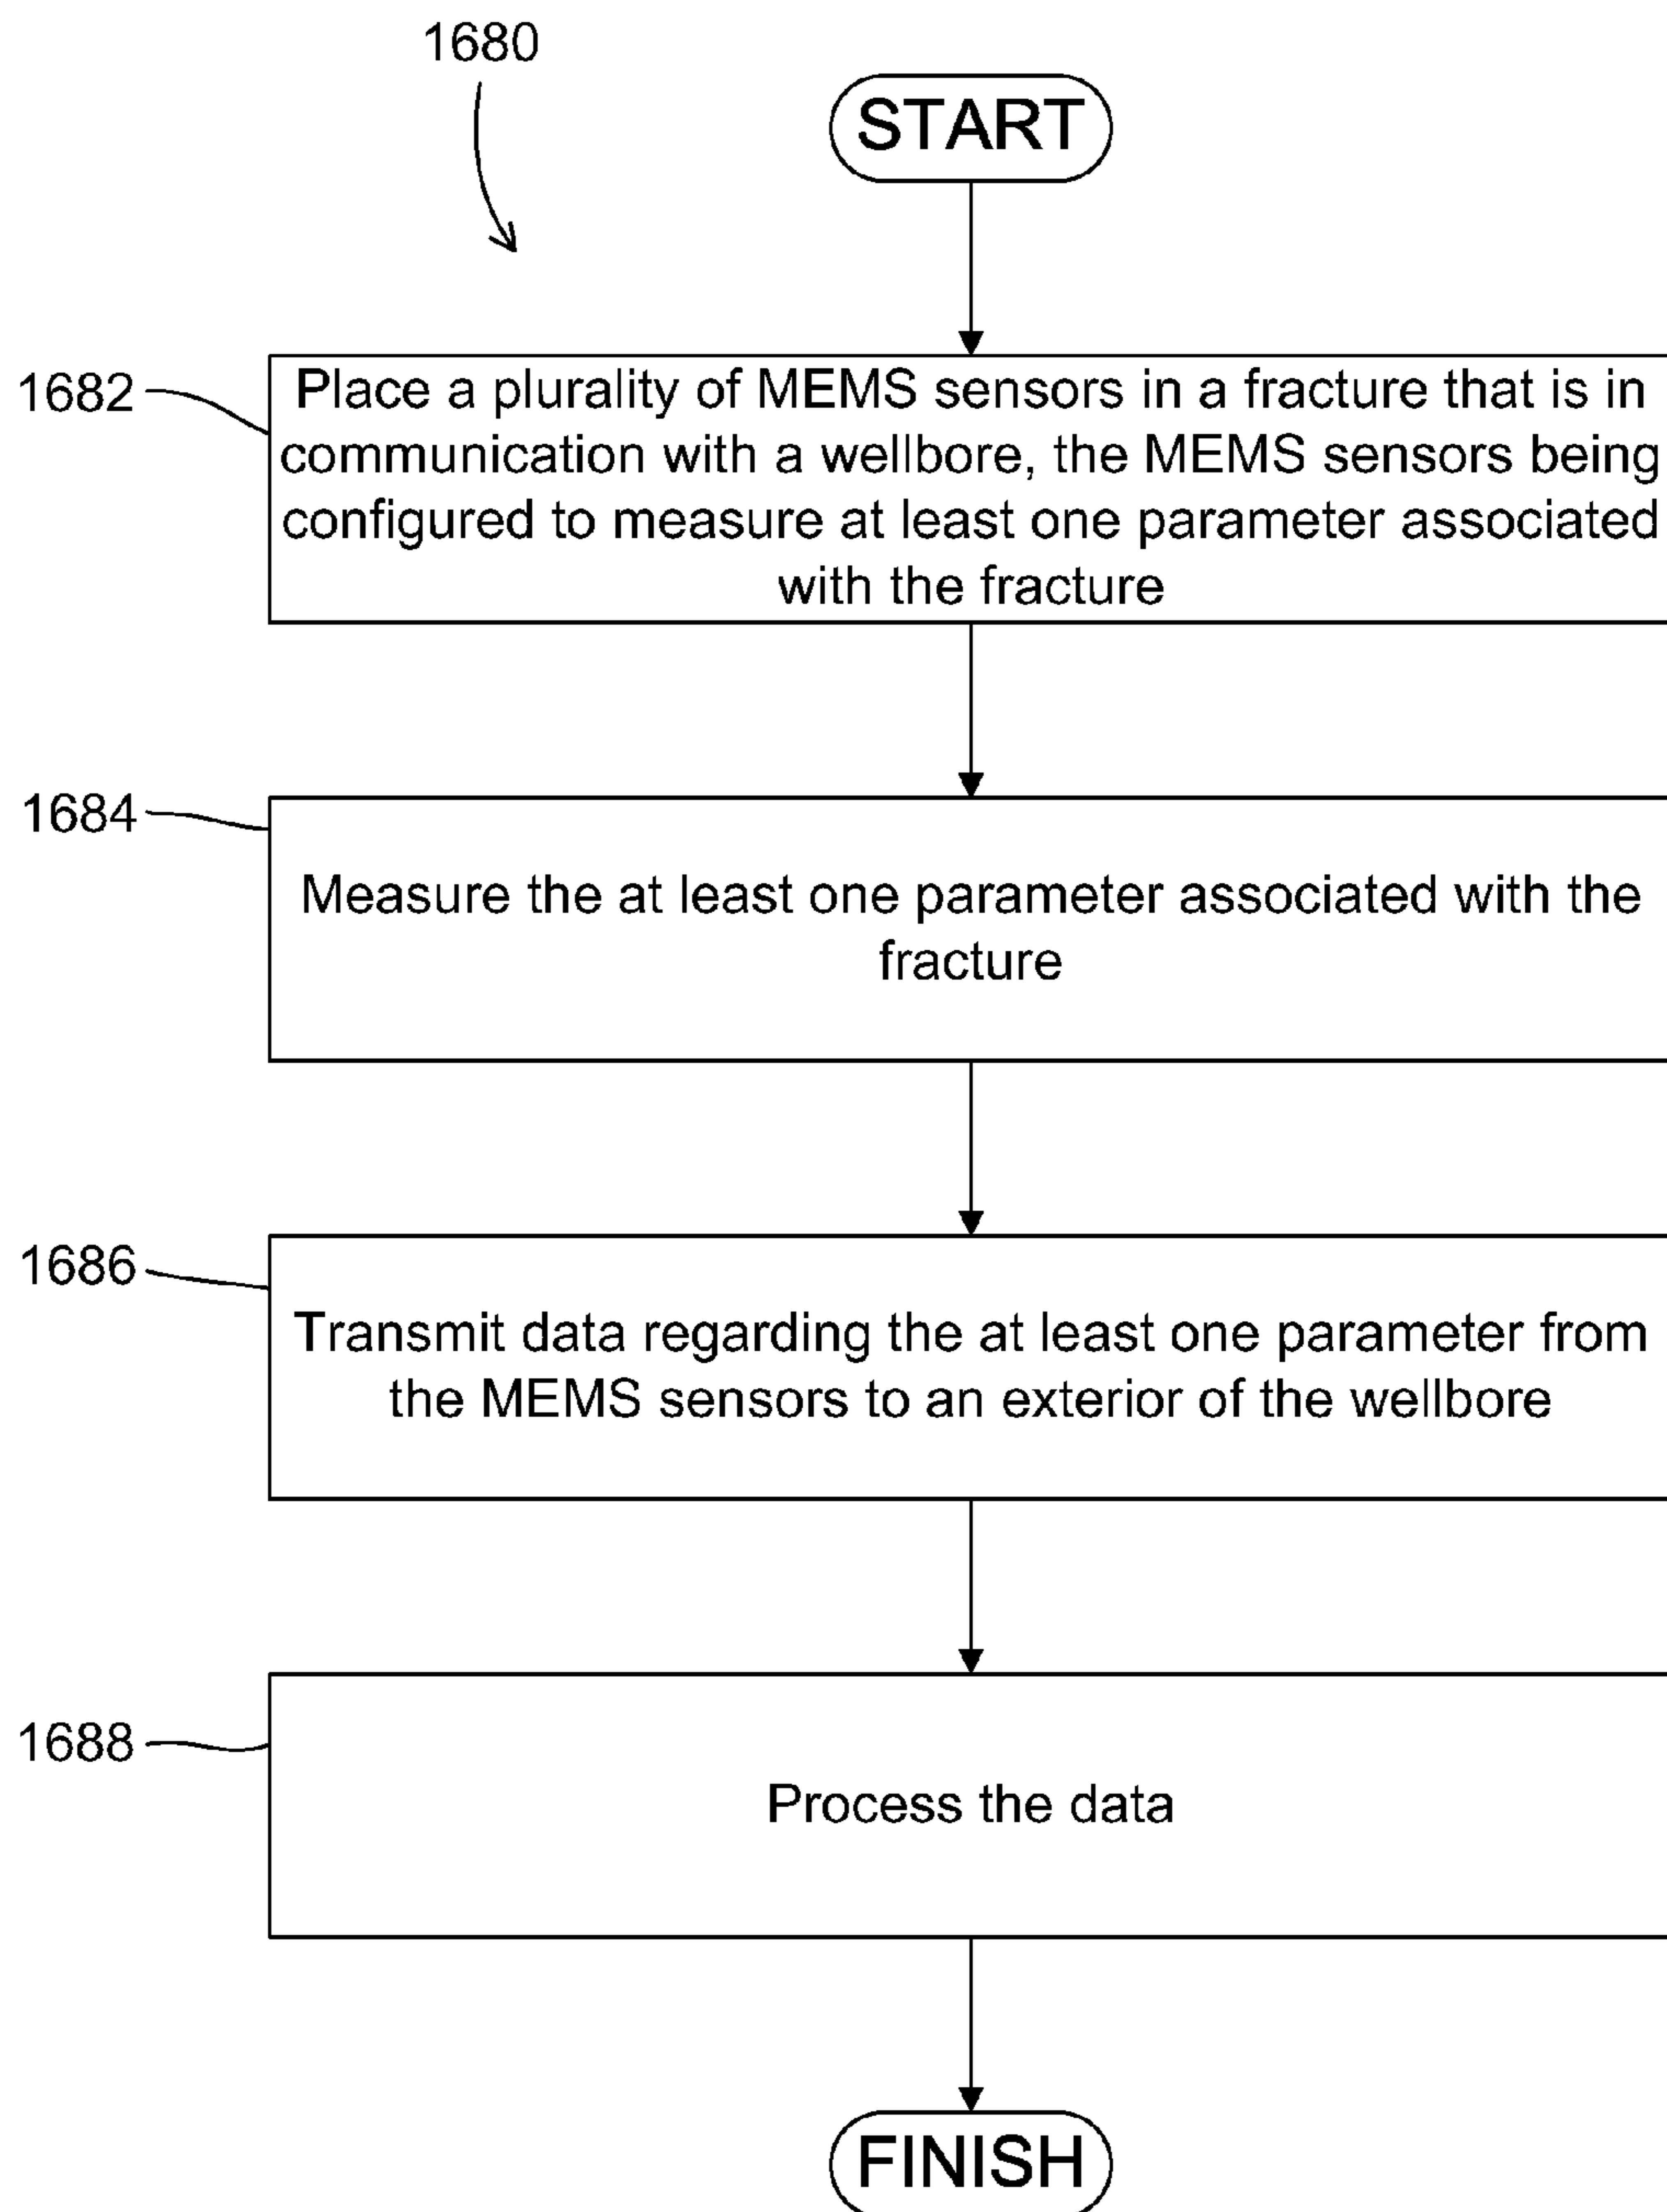 1680
START
1682
Place a plurality of MEMS sensors in a fracture that is in
communication with a wellbore, the MEMS sensors being
configured to measure at least one parameter associated
with the fracture
1684
Measure the at least one parameter associated with the
fracture
1686
Transmit data regarding the at least one parameter from
the MEMS sensors to an exterior of the wellbore
1688
Process the data
FINISH